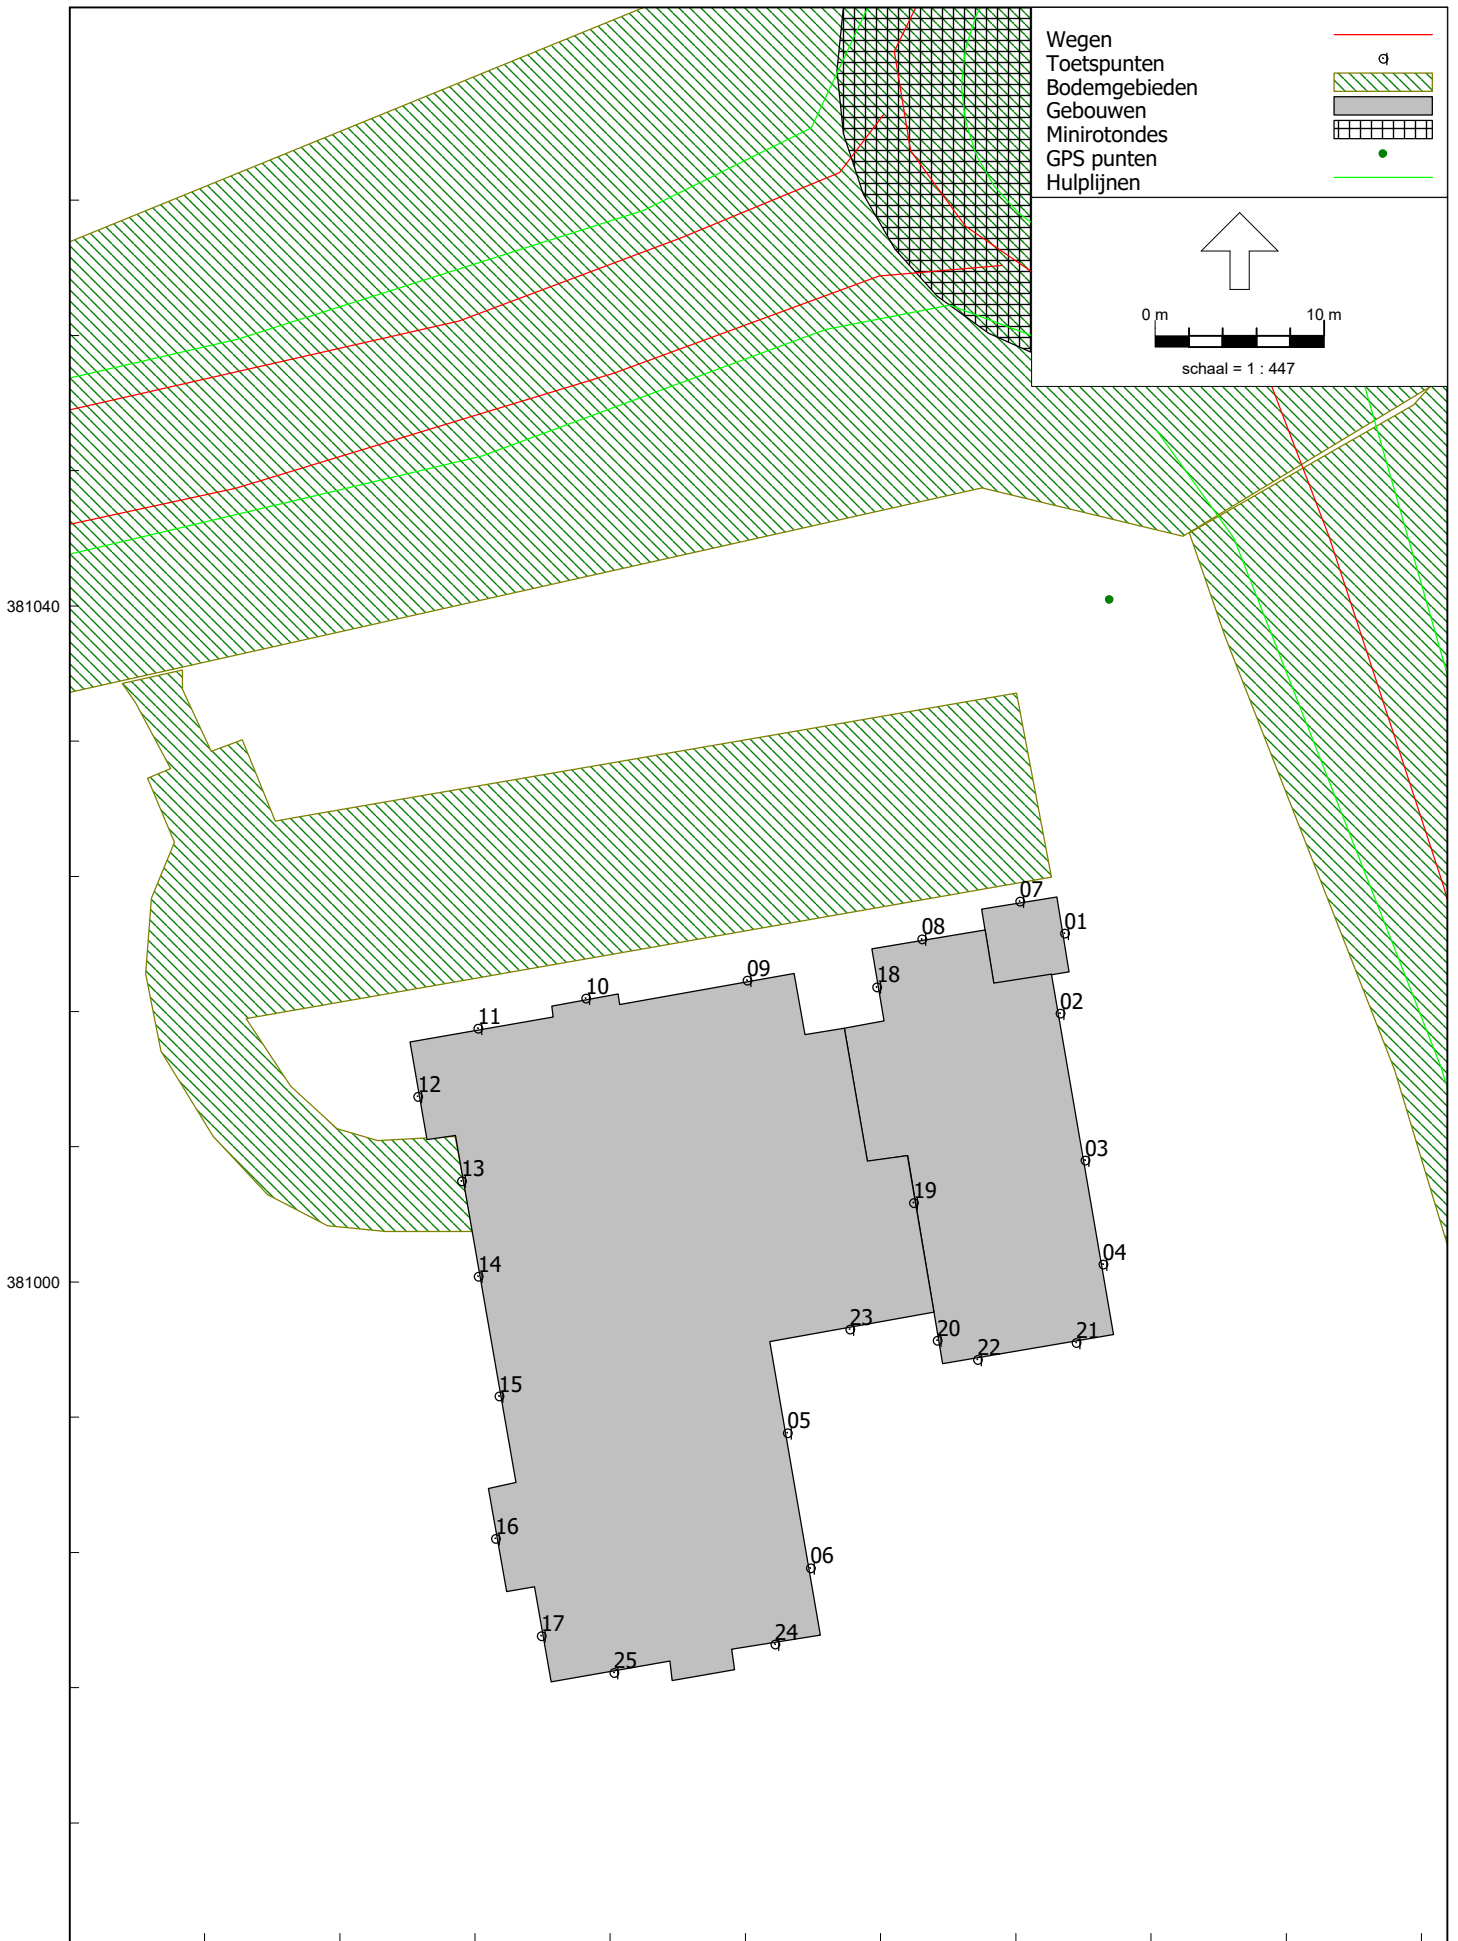 Wegen
Toetspunten
Bodemgebieden
Gebouwen
Minirotondes
GPS punten
Hulplijnen
0 m 10 m
schaal = 1 : 447
381040
07
08 01
09 18
10 02
11
12
03
13
19
14 04
381000
23 20 21
22
15
05
16
06
17 24
25